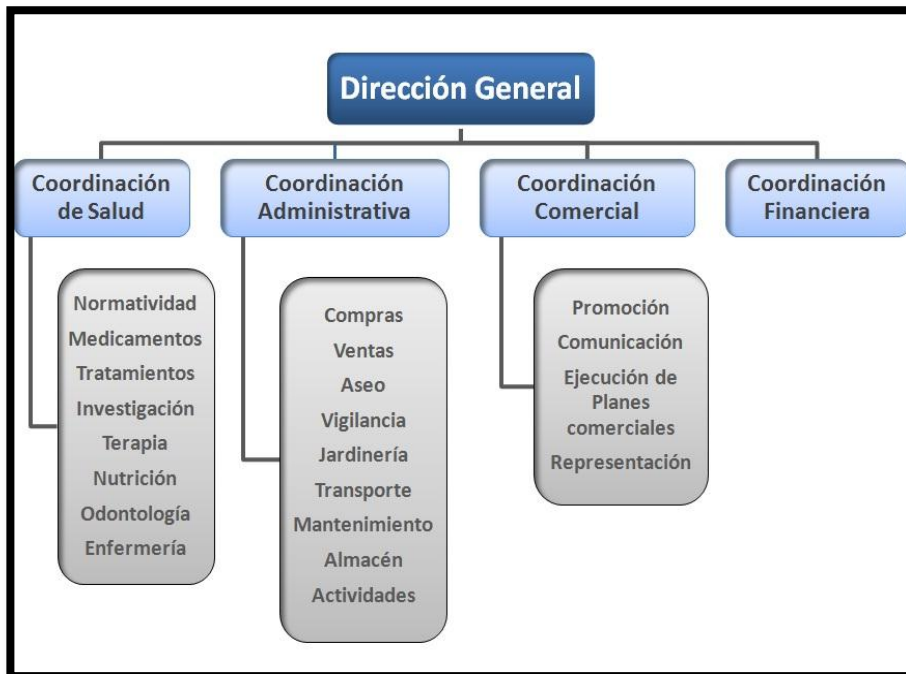 Dirección General
Coordinación
de Salud
Coordinación
Administrativa
Coordinación
Comercial
Coordinación
Financiera
Normatividad
Medicamentos
Tratamientos
Investigación
Terapia
Nutrición
Odontología
Enfermería
Compras
Ventas
Aseo
Vigilancia
Jardinería
Transporte
Mantenimiento
Almacén
Actividades
Promoción
Comunicación
Ejecución de
Planes
comerciales
Representación